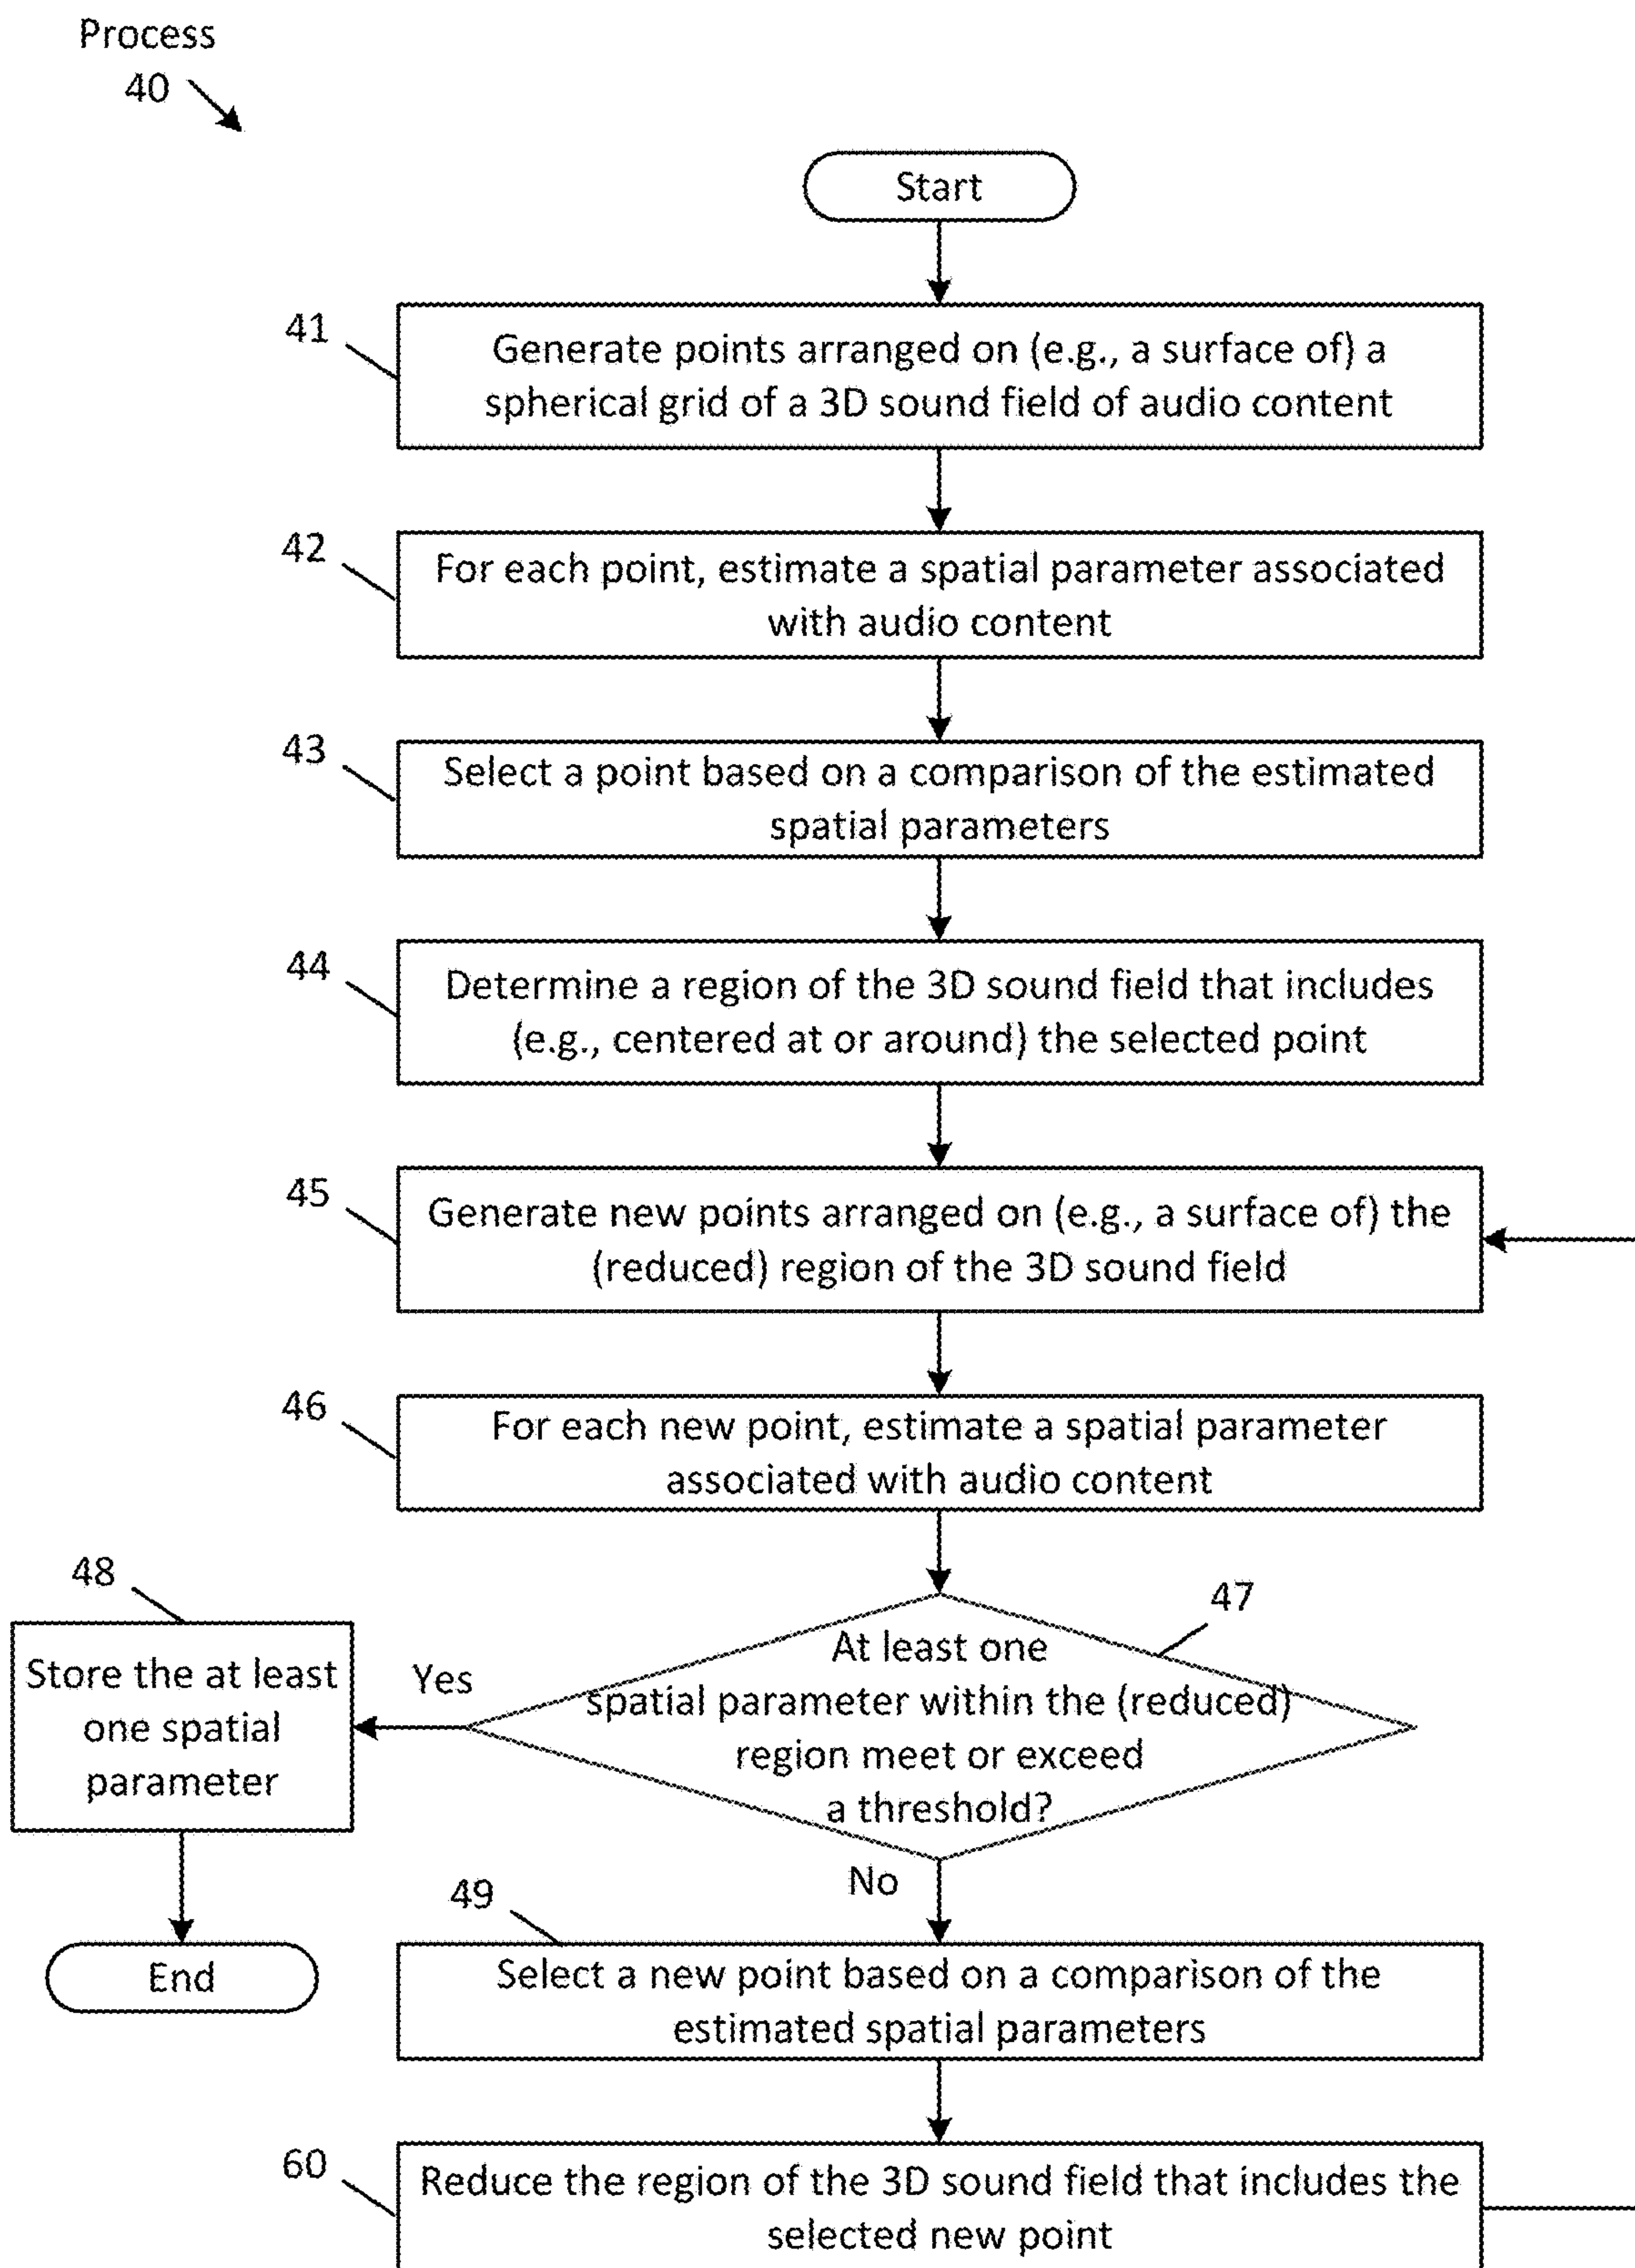 Process
40
Start
41
Generate points arranged on (e.g., a surface of) a
spherical grid of a 3D sound field of audio content
42
For each point, estimate a spatial parameter associated
with audio content
43
Select a point based on a comparison of the estimated
spatial parameters
44
Determine a region of the 3D sound field that includes
(e.g., centered at or around) the selected point
45
Generate new points arranged on (e.g., a surface of) the
(reduced) region of the 3D sound field
46
For each new point, estimate a spatial parameter
associated with audio content
47
At least one
spatial parameter within the (reduced)
region meet or exceed
a threshold?
Yes
48
Store the at least
one spatial
parameter
End
No
49
Select a new point based on a comparison of the
estimated spatial parameters
60
Reduce the region of the 3D sound field that includes the
selected new point